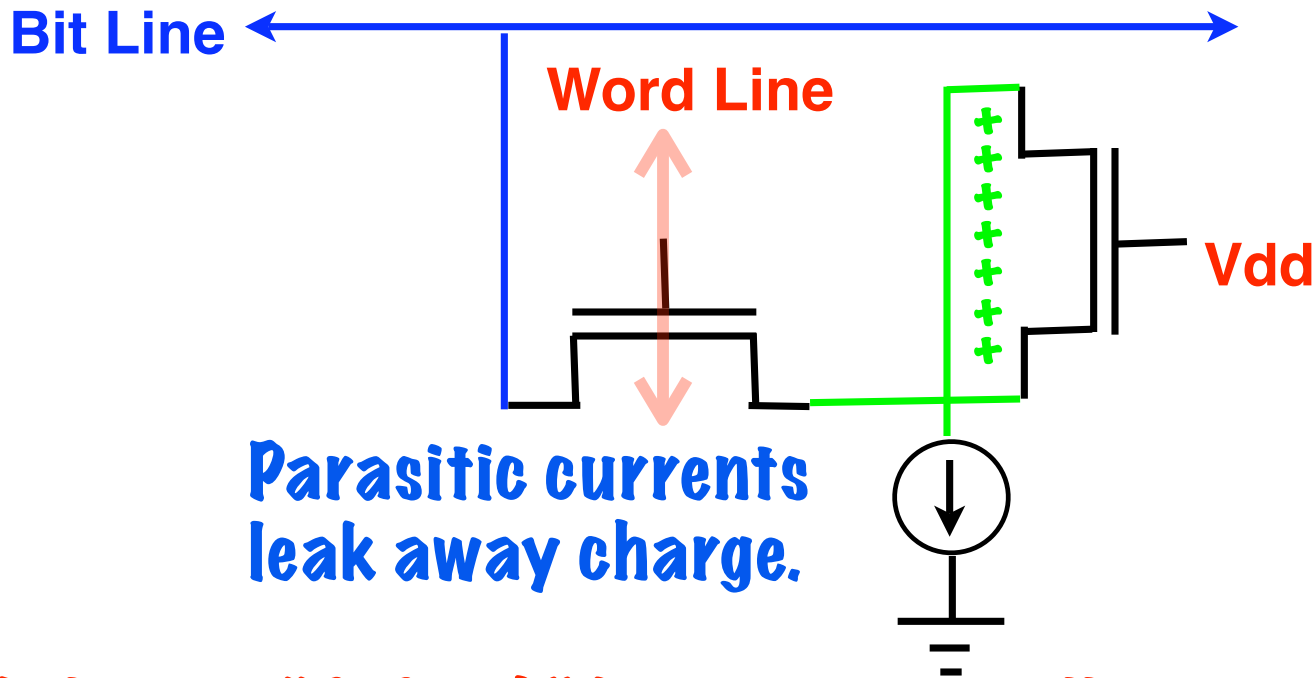 Bit Line
Word Line
Vdd
Parasitic currents
leak away charge.